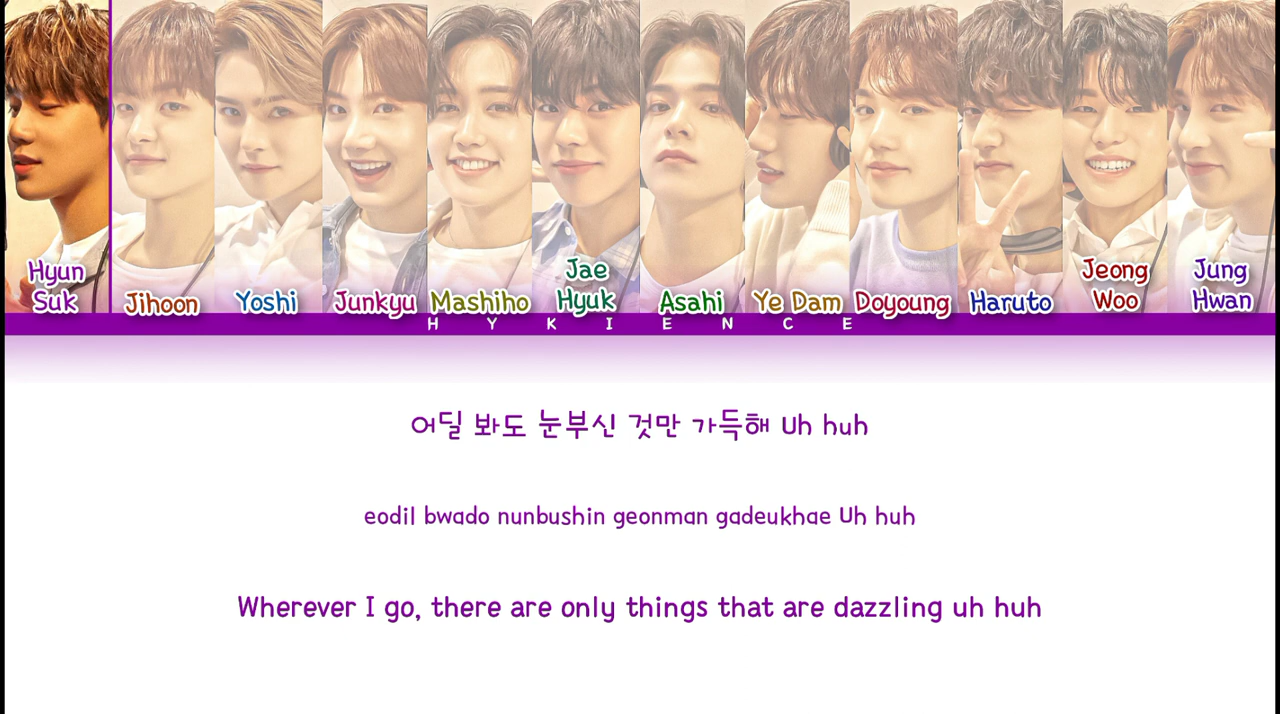 Hyun
Suk
Jihoon
Yoshi
Junkyu
Mashiho
Jae
Hyuk
Asahi
Ye Dam
Doyoung
Haruto
Jeong
Woo
Jung
Hwan
HYKIENCE
어딜 봐도 눈부신 것만 가득해 Uh huh
eodil bwado nunbushin geonman gadeukhae Uh huh
Wherever I go, there are only things that are dazzling uh huh